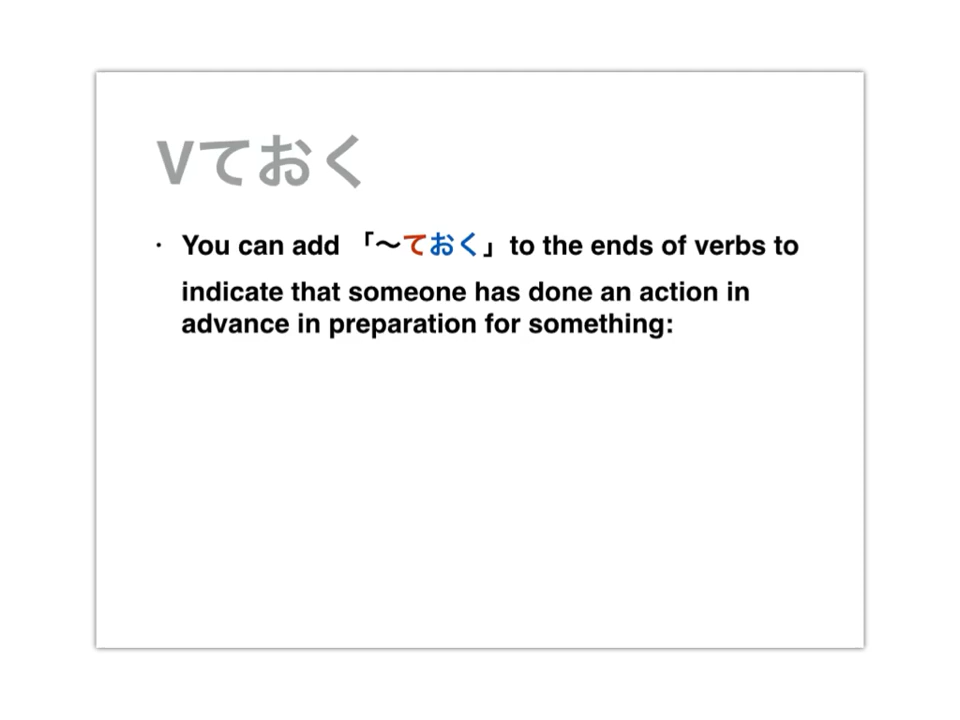 Vておく
・ You can add 「〜ておく」to the ends of verbs to
indicate that someone has done an action in
advance in preparation for something: